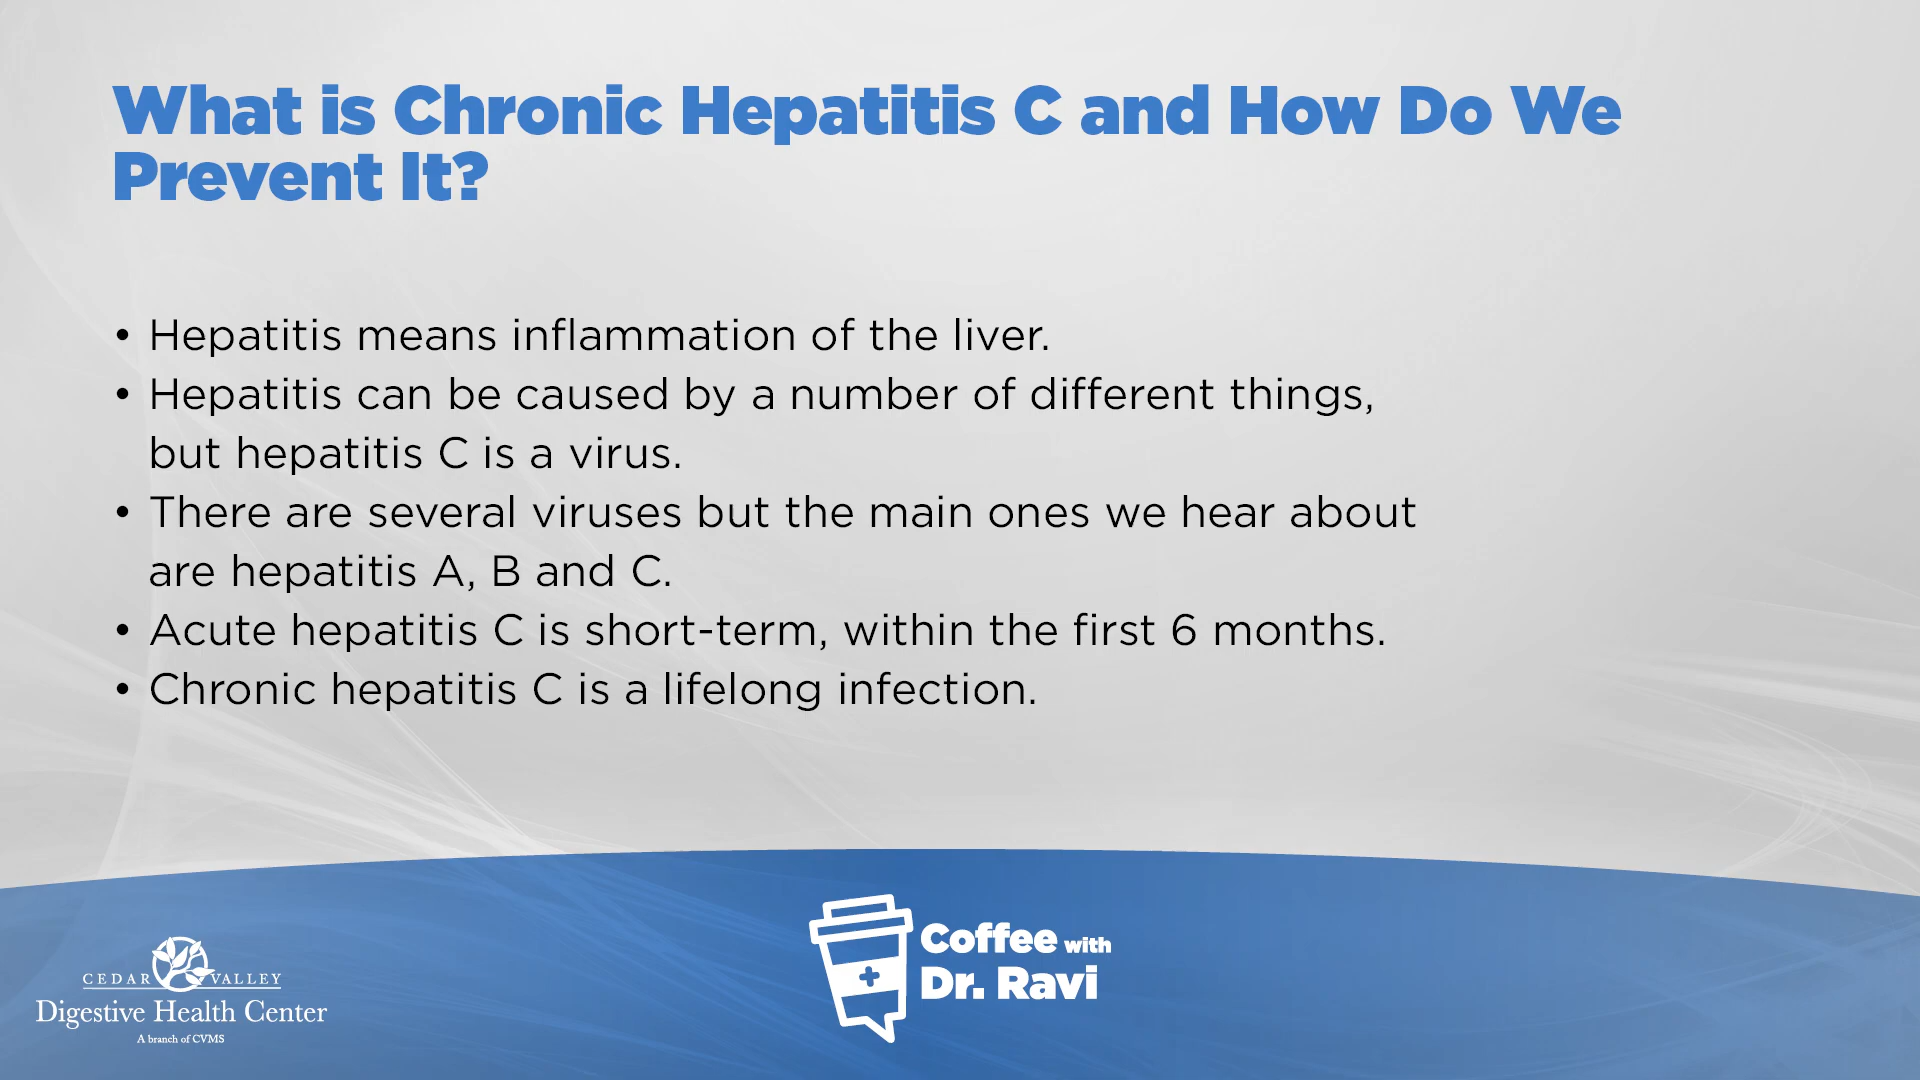 What is Chronic Hepatitis C and How Do We
Prevent It?
• Hepatitis means inflammation of the liver.
• Hepatitis can be caused by a number of different things,
but hepatitis C is a virus.
• There are several viruses but the main ones we hear about
are hepatitis A, B and C.
• Acute hepatitis C is short-term, within the first 6 months.
• Chronic hepatitis C is a lifelong infection.
CEDAR VALLEY
Digestive Health Center
A branch of CVMS
Coffee with
Dr. Ravi